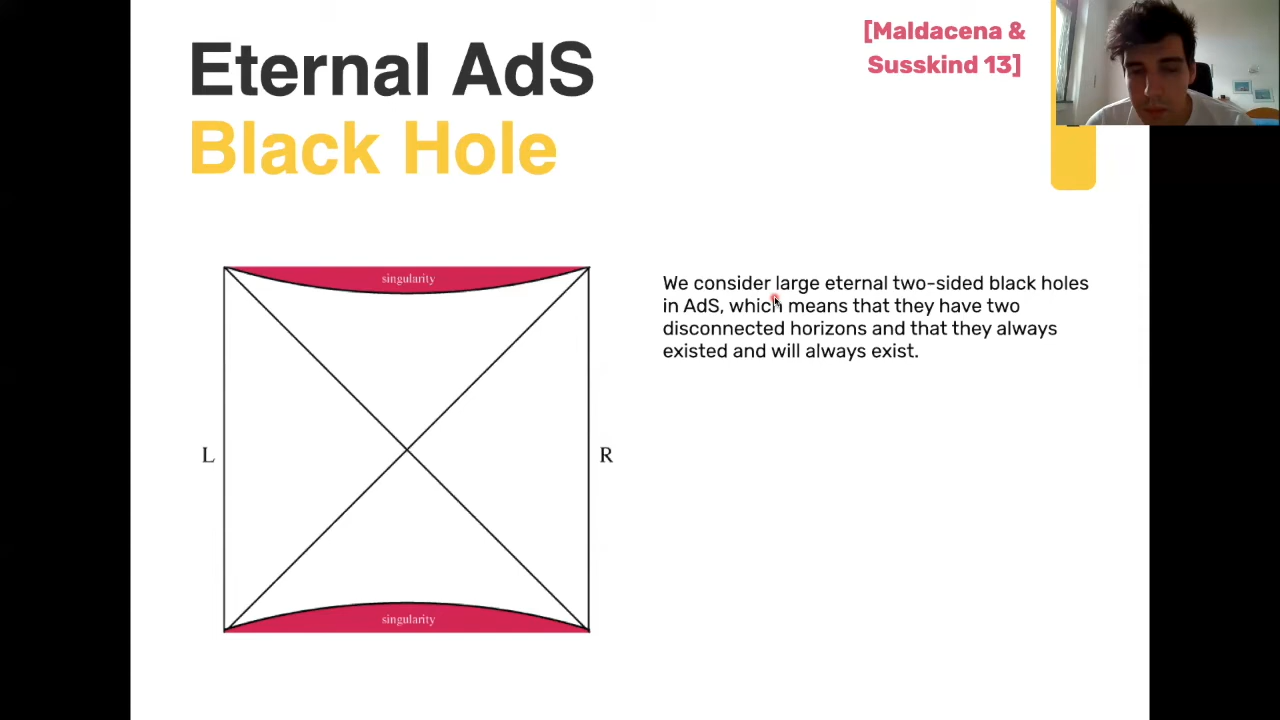 Eternal AdS
Black Hole
[Maldacena &
Susskind 13]
singularity
We consider large eternal two-sided black holes
in AdS, which means that they have two
disconnected horizons and that they always
existed and will always exist.
L
R
singularity